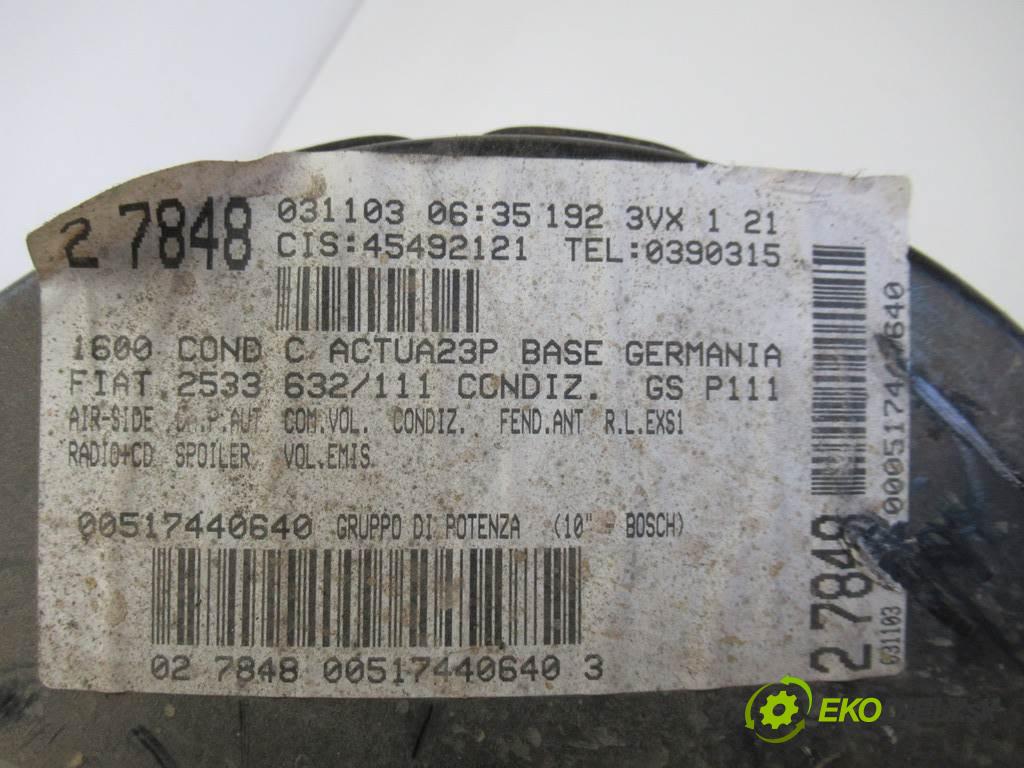 2 7848
031103 06:35 192 3VX 1 21
CIS:45492121 TEL:0390315
1600 COND C ACTUA23P BASE GERMANIA
FIAT 2533 632/111 CONDIZ. GS P111
AIR-SIDE COM.VOL. CONDIZ. FEND.ANT R.L.EXS1
RADIO+CD SPOILER VOL.EMIS
00517440640 GRUPPO DI POTENZA (10" - BOSCH)
02 7848 00517440640 3
2 7848
031103
EKO